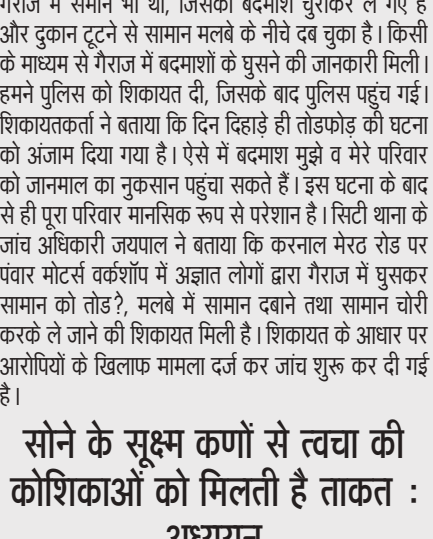 गैराज में समान भी था, जिसको बदमाश चुराकर ले गए हैं
और दुकान टूटने से सामान मलबे के नीचे दब चुका है। किसी
के माध्यम से गैराज में बदमाशों के घुसने की जानकारी मिली।
हमने पुलिस को शिकायत दी, जिसके बाद पुलिस पहुंच गई।
शिकायतकर्ता ने बताया कि दिन दिहाड़े ही तोडफोड़ की घटना
को अंजाम दिया गया है। ऐसे में बदमाश मुझे व मेरे परिवार
को जानमाल का नुकसान पहुंचा सकते हैं। इस घटना के बाद
से ही पूरा परिवार मानसिक रूप से परेशान है। सिटी थाना के
जांच अधिकारी जयपाल ने बताया कि करनाल मेरठ रोड पर
पंवार मोटर्स वर्कशॉप में अज्ञात लोगों द्वारा गैराज में घुसकर
सामान को तोड?, मलबे में सामान दबाने तथा सामान चोरी
करके ले जाने की शिकायत मिली है। शिकायत के आधार पर
आरोपियों के खिलाफ मामला दर्ज कर जांच शुरू कर दी गई
है।
सोने के सूक्ष्म कणों से त्वचा की
कोशिकाओं को मिलती है ताकत :
अध्ययन